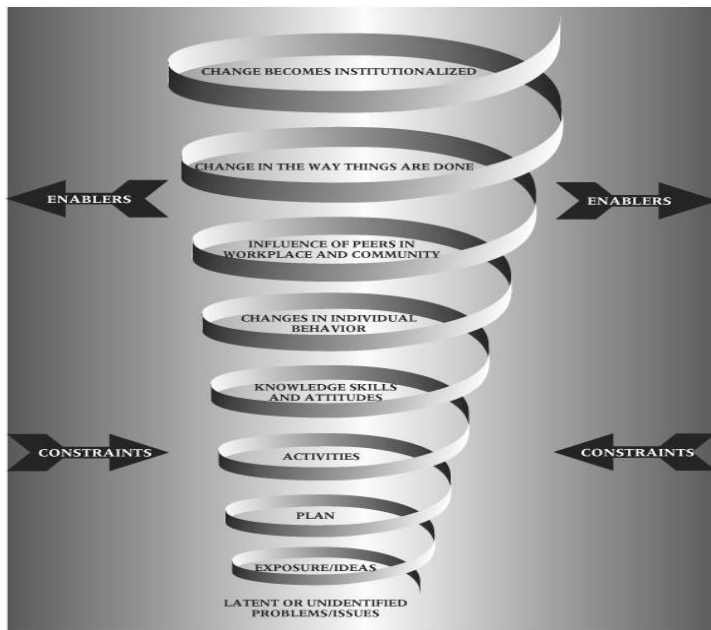 CHANGE BECOMES INSTITUTIONALIZED
CHANGE IN THE WAY THINGS ARE DONE
ENABLERS
ENABLERS
INFLUENCE OF PEERS IN
WORKPLACE AND COMMUNITY
CHANGES IN INDIVIDUAL
BEHAVIOR
KNOWLEDGE SKILLS
AND ATTITUDES
CONSTRAINTS
ACTIVITIES
CONSTRAINTS
PLAN
EXPOSURE/IDEAS
LATENT OR UNIDENTIFIED
PROBLEMS/ISSUES